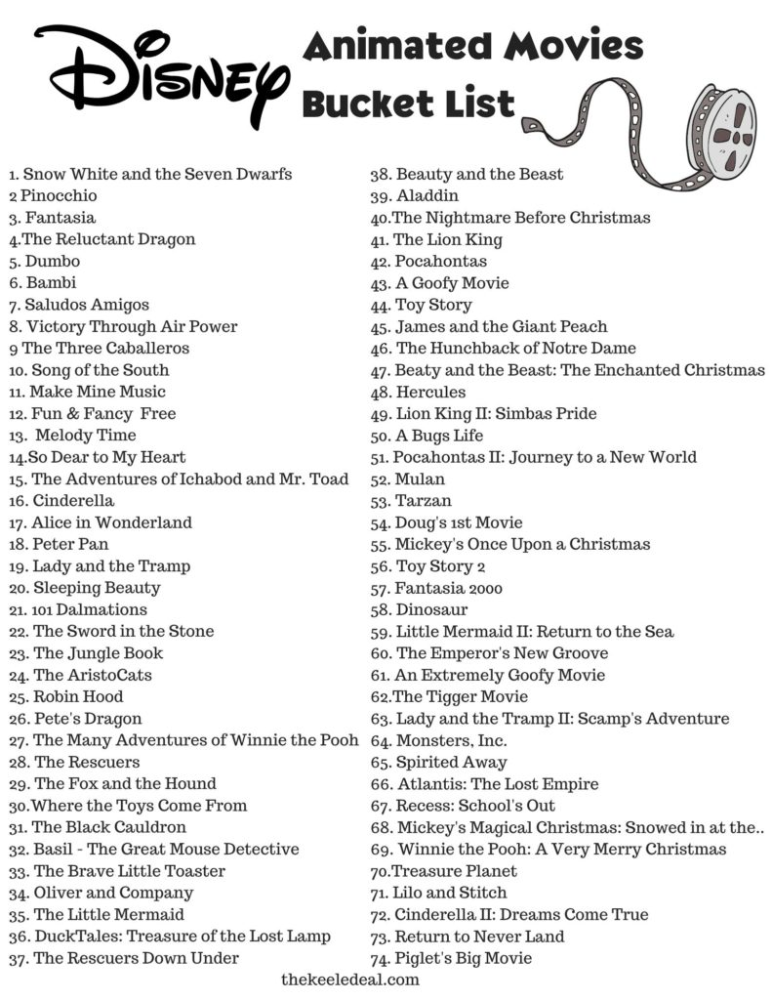 Disney
Animated Movies
Bucket List
1. Snow White and the Seven Dwarfs
2 Pinocchio
3. Fantasia
4.The Reluctant Dragon
5. Dumbo
6. Bambi
7. Saludos Amigos
8. Victory Through Air Power
9 The Three Caballeros
10. Song of the South
11. Make Mine Music
12. Fun & Fancy  Free
13.  Melody Time
14.So Dear to My Heart
15. The Adventures of Ichabod and Mr. Toad
16. Cinderella
17. Alice in Wonderland
18. Peter Pan
19. Lady and the Tramp
20. Sleeping Beauty
21. 101 Dalmations
22. The Sword in the Stone
23. The Jungle Book
24. The AristoCats
25. Robin Hood
26. Pete's Dragon
27. The Many Adventures of Winnie the Pooh
28. The Rescuers
29. The Fox and the Hound
30.Where the Toys Come From
31. The Black Cauldron
32. Basil - The Great Mouse Detective
33. The Brave Little Toaster
34. Oliver and Company
35. The Little Mermaid
36. DuckTales: Treasure of the Lost Lamp
37. The Rescuers Down Under
38. Beauty and the Beast
39. Aladdin
40.The Nightmare Before Christmas
41. The Lion King
42. Pocahontas
43. A Goofy Movie
44. Toy Story
45. James and the Giant Peach
46. The Hunchback of Notre Dame
47. Beaty and the Beast: The Enchanted Christmas
48. Hercules
49. Lion King II: Simbas Pride
50. A Bugs Life
51. Pocahontas II: Journey to a New World
52. Mulan
53. Tarzan
54. Doug's 1st Movie
55. Mickey's Once Upon a Christmas
56. Toy Story 2
57. Fantasia 2000
58. Dinosaur
59. Little Mermaid II: Return to the Sea
60. The Emperor's New Groove
61. An Extremely Goofy Movie
62.The Tigger Movie
63. Lady and the Tramp II: Scamp's Adventure
64. Monsters, Inc.
65. Spirited Away
66. Atlantis: The Lost Empire
67. Recess: School's Out
68. Mickey's Magical Christmas: Snowed in at the..
69. Winnie the Pooh: A Very Merry Christmas
70.Treasure Planet
71. Lilo and Stitch
72. Cinderella II: Dreams Come True
73. Return to Never Land
74. Piglet's Big Movie
thekeeledeal.com